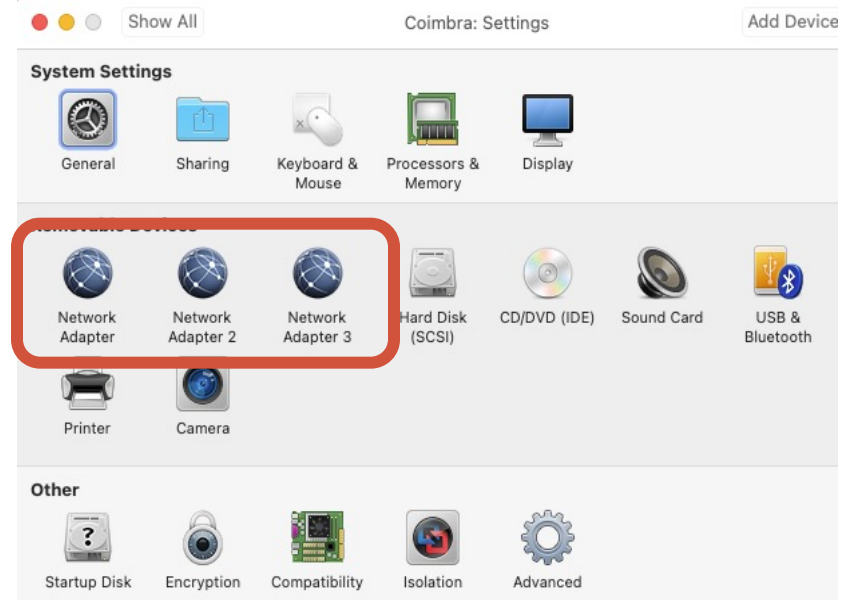 Show All
Coimbra: Settings
Add Device
System Settings
General
Sharing
Keyboard &
Mouse
Processors &
Memory
Display
Removable Devices
Network
Adapter
Network
Adapter 2
Network
Adapter 3
Hard Disk
(SCSI)
CD/DVD (IDE)
Sound Card
USB &
Bluetooth
Printer
Camera
Other
?
Startup Disk
Encryption
Compatibility
Isolation
Advanced